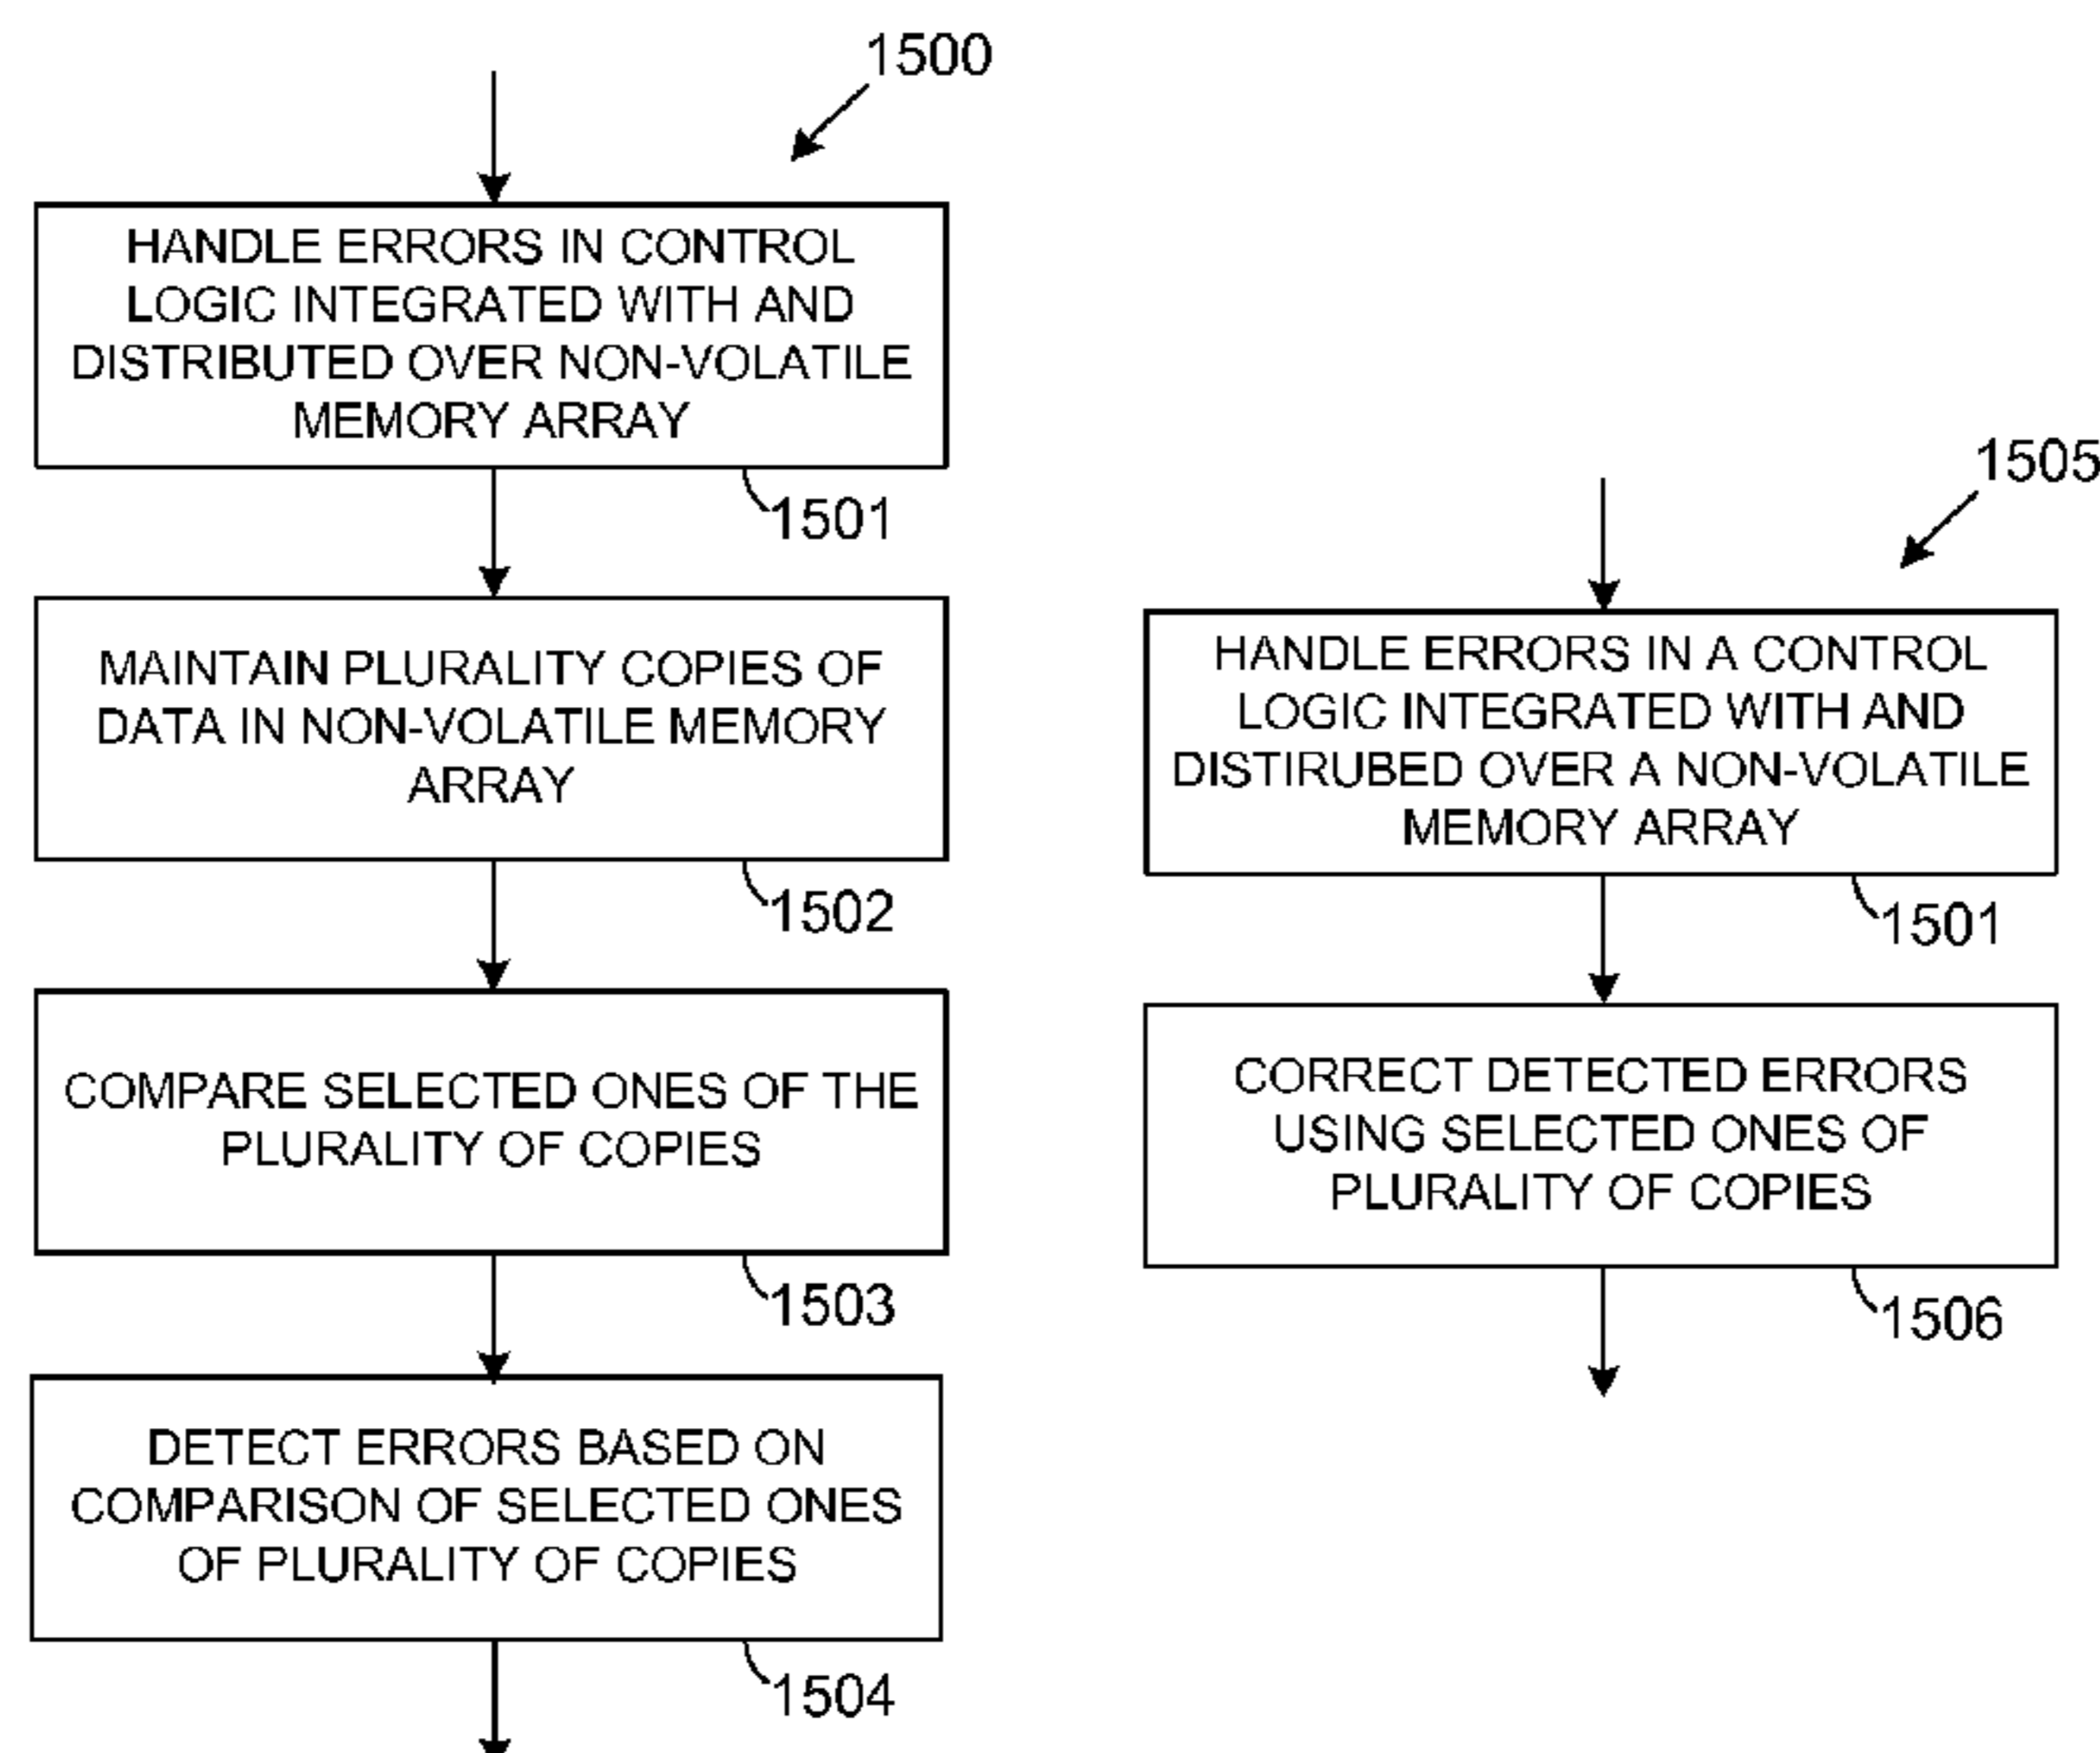 1500
HANDLE ERRORS IN CONTROL
LOGIC INTEGRATED WITH AND
DISTRIBUTED OVER NON-VOLATILE
MEMORY ARRAY
1501
MAINTAIN PLURALITY COPIES OF
DATA IN NON-VOLATILE MEMORY
ARRAY
1502
COMPARE SELECTED ONES OF THE
PLURALITY OF COPIES
1503
DETECT ERRORS BASED ON
COMPARISON OF SELECTED ONES
OF PLURALITY OF COPIES
1504
1505
HANDLE ERRORS IN A CONTROL
LOGIC INTEGRATED WITH AND
DISTIRUBED OVER A NON-VOLATILE
MEMORY ARRAY
1501
CORRECT DETECTED ERRORS
USING SELECTED ONES OF
PLURALITY OF COPIES
1506